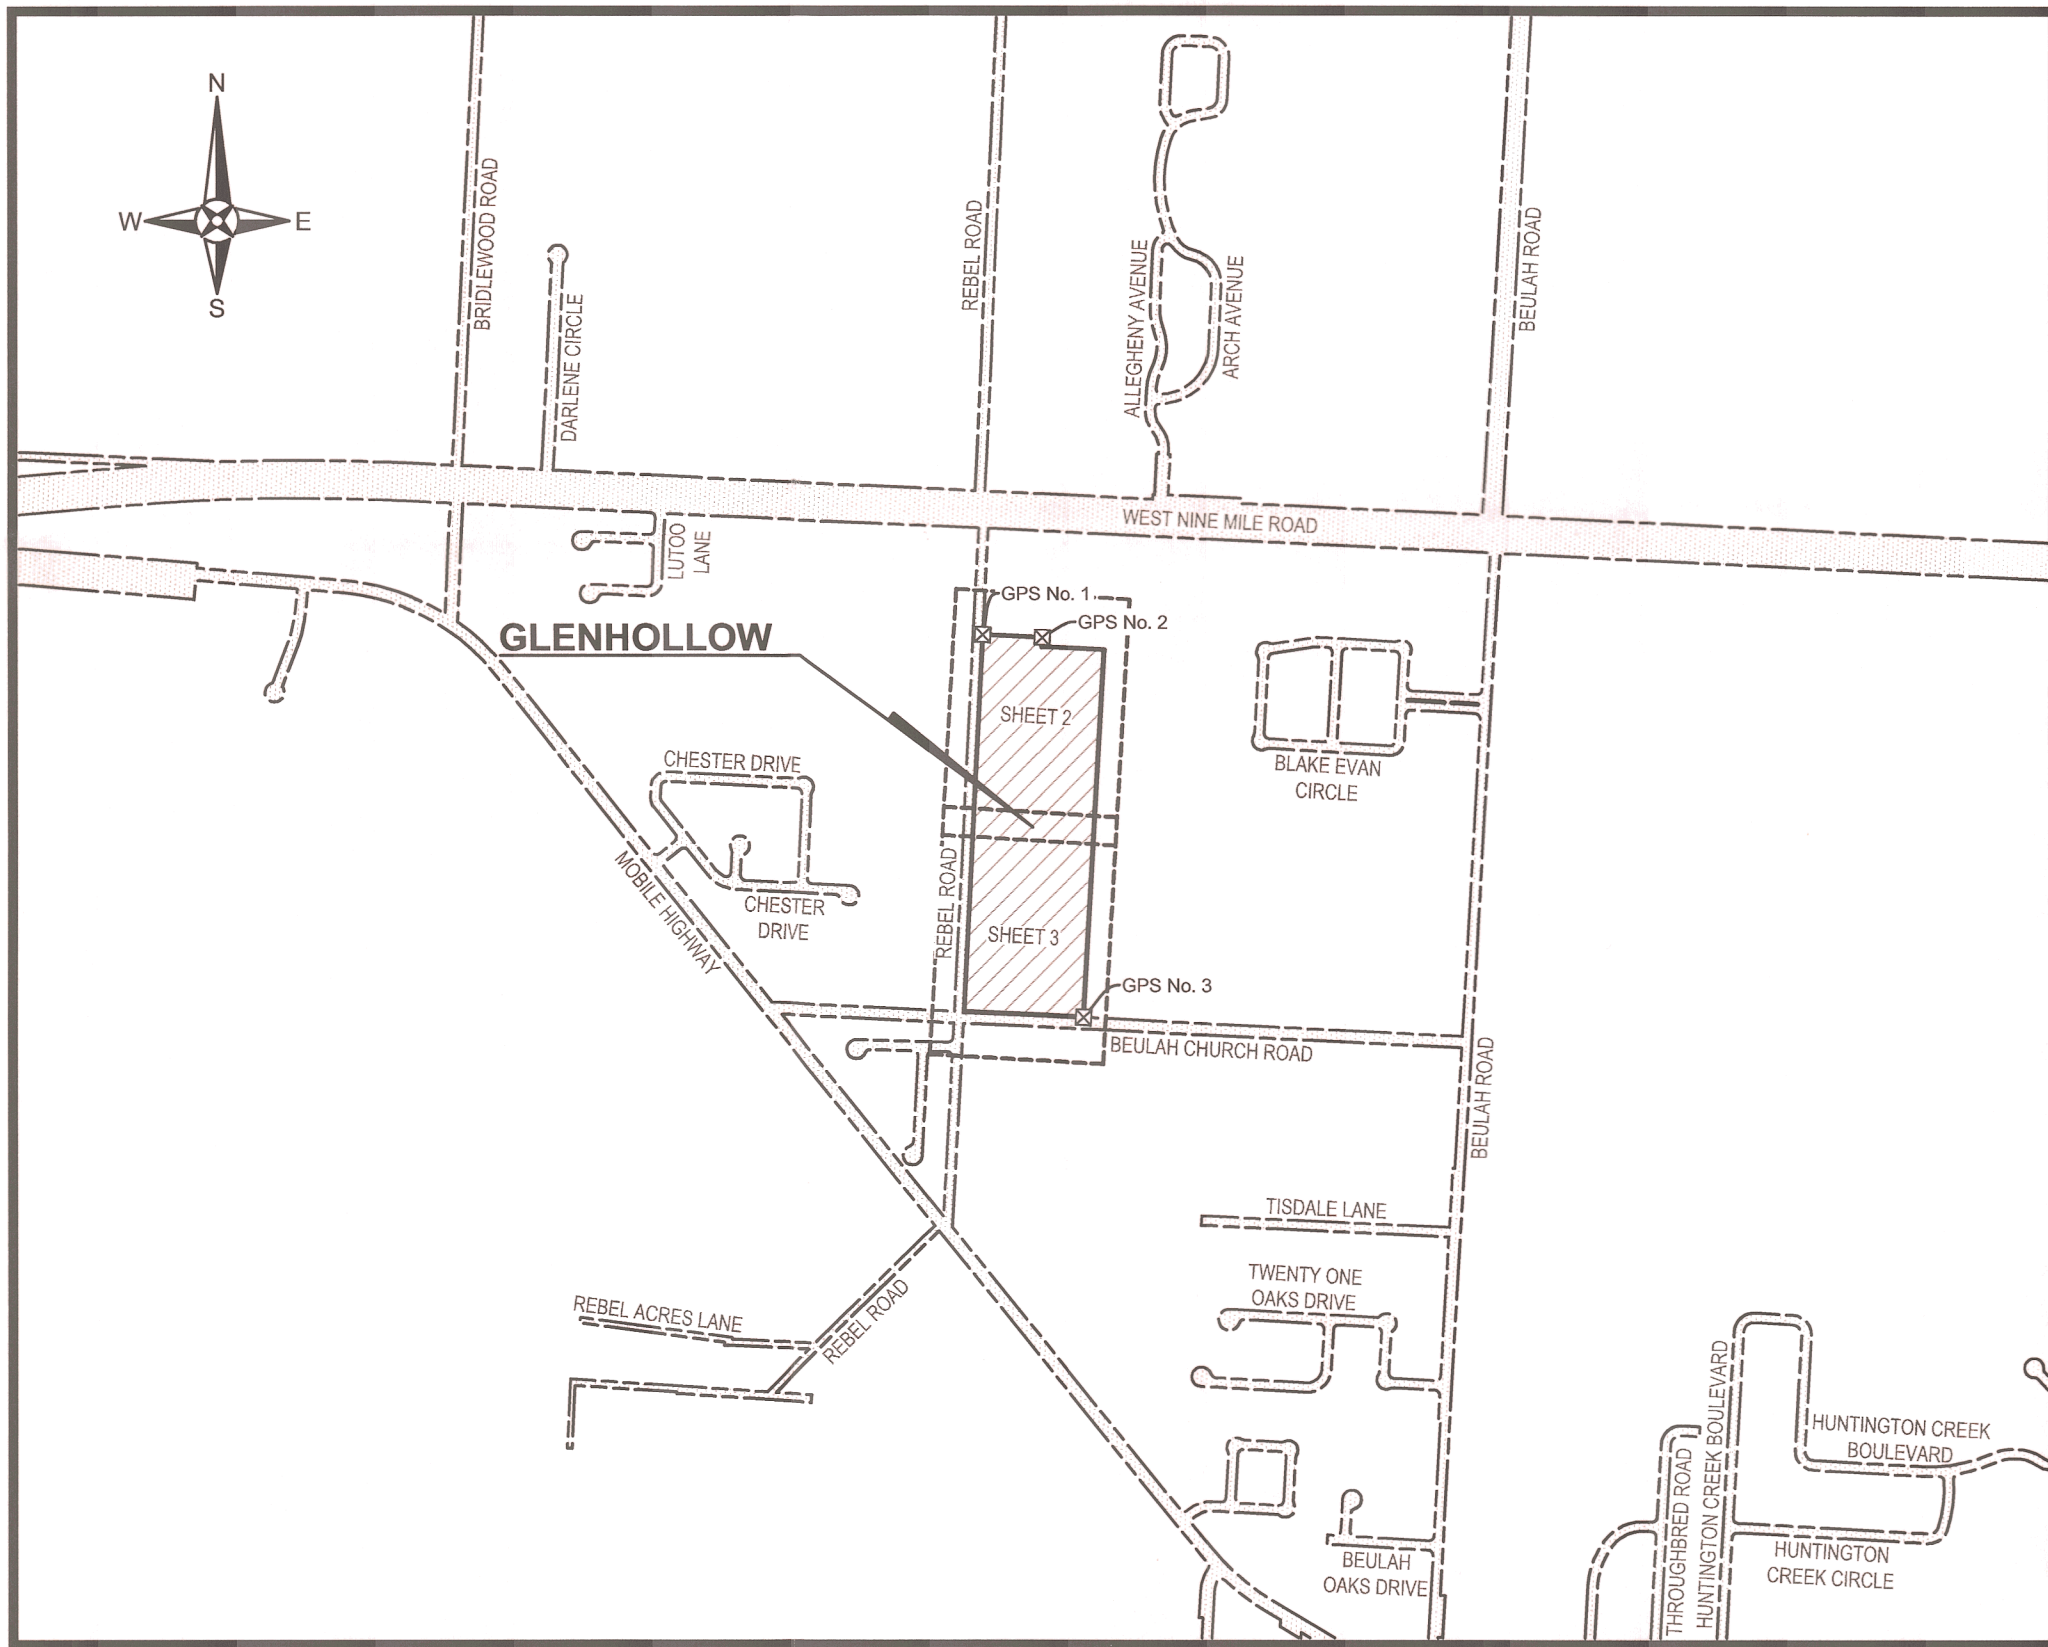 N
W
E
S
BRIDLEWOOD ROAD
DARLENE CIRCLE
REBEL ROAD
ALLEGHENY AVENUE
ARCH AVENUE
BEULAH ROAD
WEST NINE MILE ROAD
LUTOO
LANE
GPS No. 1
GPS No. 2
GLENHOLLOW
SHEET 2
BLAKE EVAN
CIRCLE
CHESTER DRIVE
MOBILE HIGHWAY
CHESTER
DRIVE
REBEL ROAD
SHEET 3
GPS No. 3
BEULAH CHURCH ROAD
BEULAH ROAD
TISDALE LANE
TWENTY ONE
OAKS DRIVE
REBEL ACRES LANE
REBEL ROAD
BEULAH
OAKS DRIVE
THROUGHBRED ROAD
HUNTINGTON CREEK BOULEVARD
HUNTINGTON CREEK
BOULEVARD
HUNTINGTON
CREEK CIRCLE